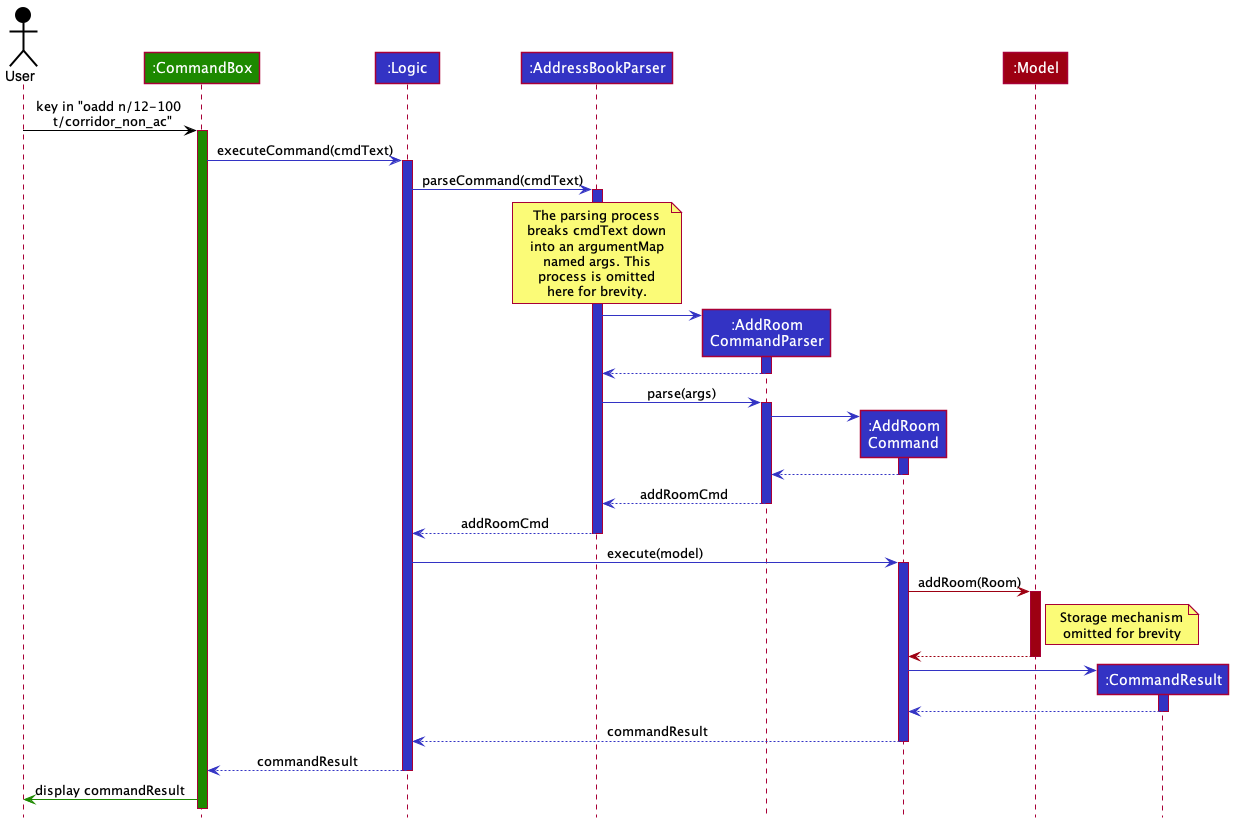 User
:CommandBox
:Logic
:AddressBookParser
:Model
key in "oadd n/12-100
t/corridor_non_ac"
executeCommand(cmdText)
parseCommand(cmdText)
The parsing process
breaks cmdText down
into an argumentMap
named args. This
process is omitted
here for brevity.
:AddRoom
CommandParser
parse(args)
:AddRoom
Command
addRoomCmd
addRoomCmd
execute(model)
addRoom(Room)
Storage mechanism
omitted for brevity
:CommandResult
commandResult
commandResult
display commandResult